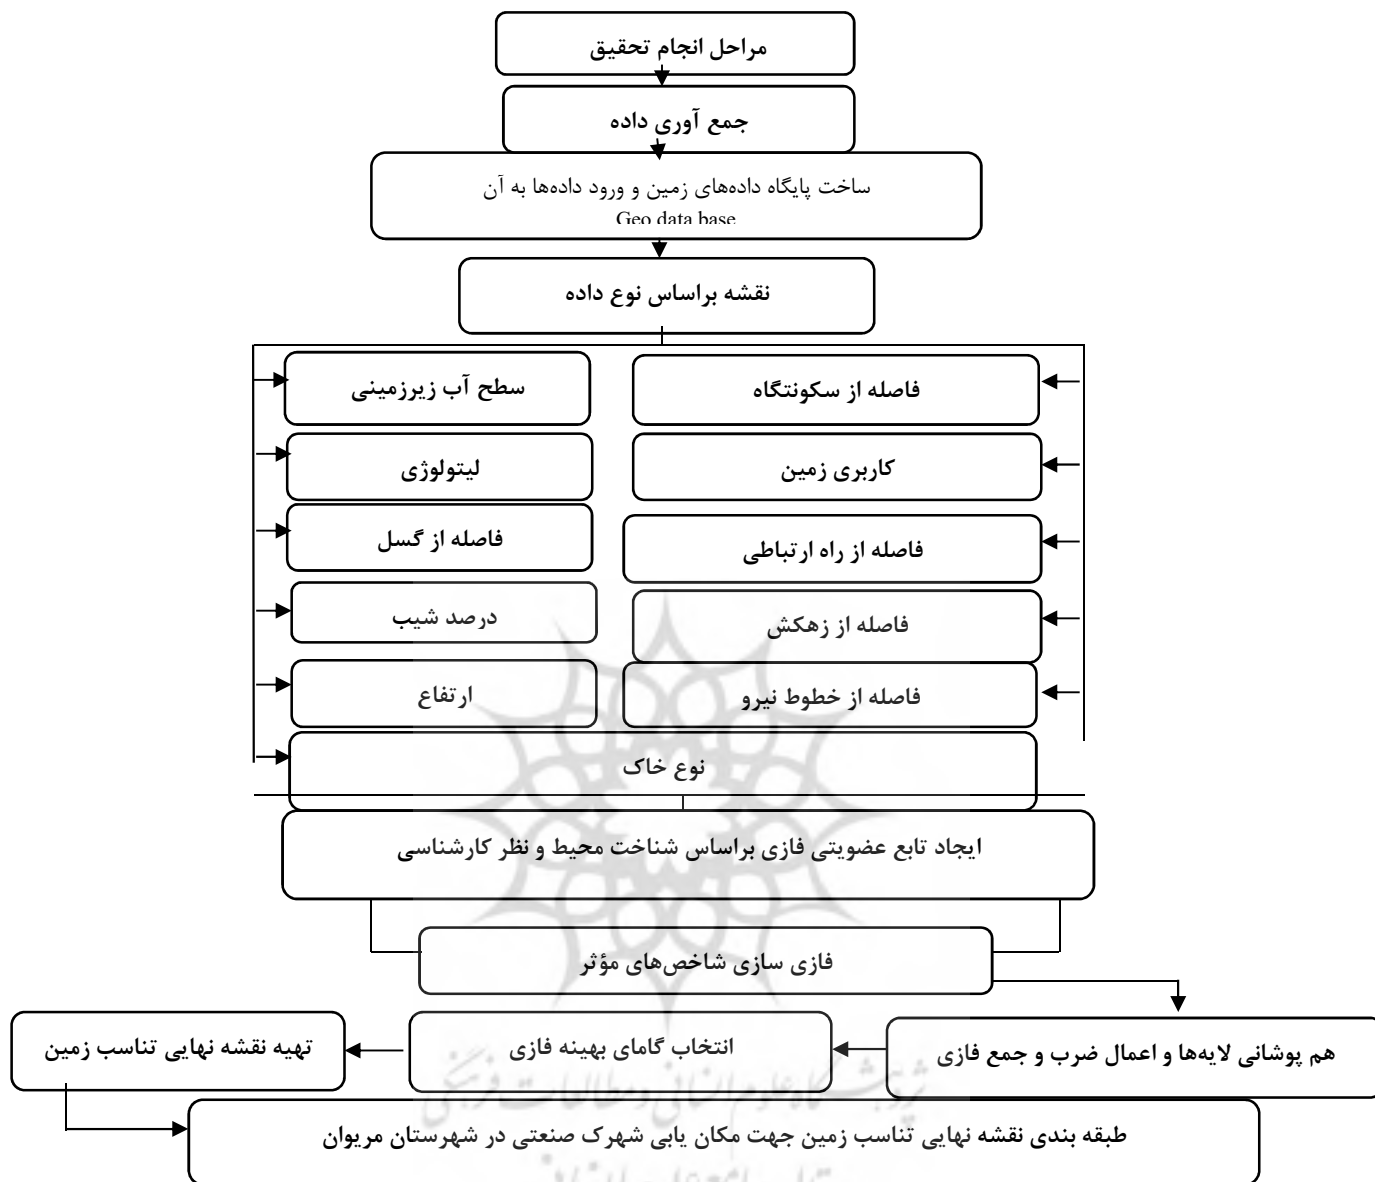 مراحل انجام تحقیق
جمع آوری داده
ساخت پایگاه داده‌های زمین و ورود داده‌ها به آن
Geo data base
نقشه براساس نوع داده
فاصله از سکونتگاه
سطح آب زیرزمینی
کاربری زمین
لیتولوژی
فاصله از راه ارتباطی
فاصله از گسل
فاصله از زهکش
درصد شیب
فاصله از خطوط نیرو
ارتفاع
نوع خاک
ایجاد تابع عضویتی فازی براساس شناخت محیط و نظر کارشناسی
فازی سازی شاخص‌های مؤثر
هم پوشانی لایه‌ها و اعمال ضرب و جمع فازی
انتخاب گامای بهینه فازی
تهیه نقشه نهایی تناسب زمین
پژوهشگاه علوم انسانی و مطالعات فرهنگی
طبقه بندی نقشه نهایی تناسب زمین جهت مکان یابی شهرک صنعتی در شهرستان مریوان